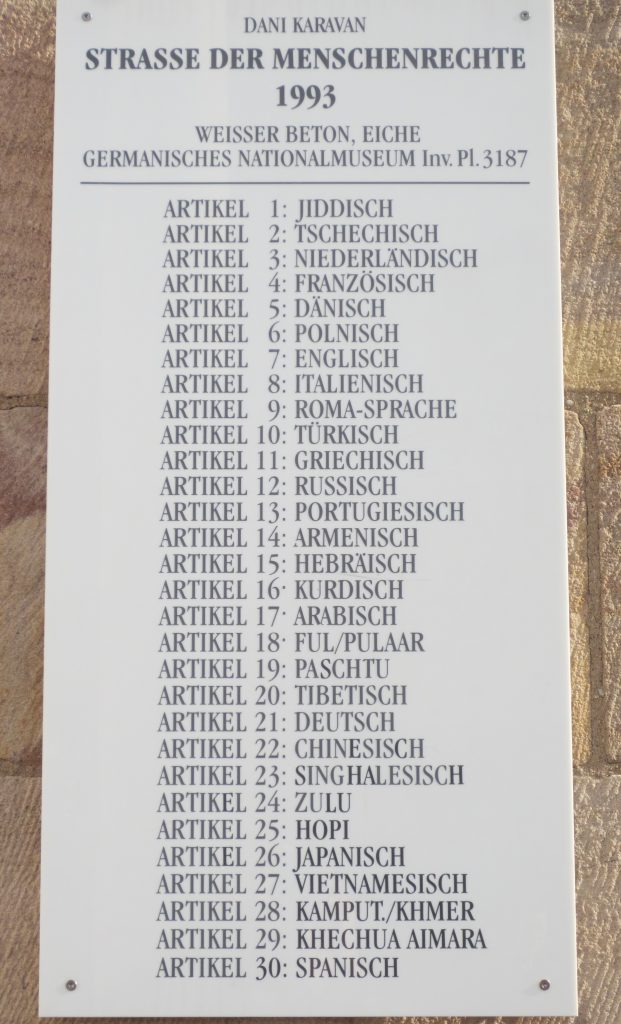 DANI KARAVAN
STRASSE DER MENSCHENRECHTE
1993
WEISSER BETON, EICHE
GERMANISCHES NATIONALMUSEUM Inv. Pl. 3187
ARTIKEL 1: JIDDISCH
ARTIKEL 2: TSCHECHISCH
ARTIKEL 3: NIEDERLÄNDISCH
ARTIKEL 4: FRANZÖSISCH
ARTIKEL 5: DÄNISCH
ARTIKEL 6: POLNISCH
ARTIKEL 7: ENGLISCH
ARTIKEL 8: ITALIENISCH
ARTIKEL 9: ROMA-SPRACHE
ARTIKEL 10: TÜRKISCH
ARTIKEL 11: GRIECHISCH
ARTIKEL 12: RUSSISCH
ARTIKEL 13: PORTUGIESISCH
ARTIKEL 14: ARMENISCH
ARTIKEL 15: HEBRÄISCH
ARTIKEL 16· KURDISCH
ARTIKEL 17· ARABISCH
ARTIKEL 18· FUL/PULAAR
ARTIKEL 19: PASCHTU
ARTIKEL 20: TIBETISCH
ARTIKEL 21: DEUTSCH
ARTIKEL 22: CHINESISCH
ARTIKEL 23: SINGHALESISCH
ARTIKEL 24: ZULU
ARTIKEL 25: HOPI
ARTIKEL 26: JAPANISCH
ARTIKEL 27: VIETNAMESISCH
ARTIKEL 28: KAMPUT./KHMER
ARTIKEL 29: KHECHUA AIMARA
ARTIKEL 30: SPANISCH